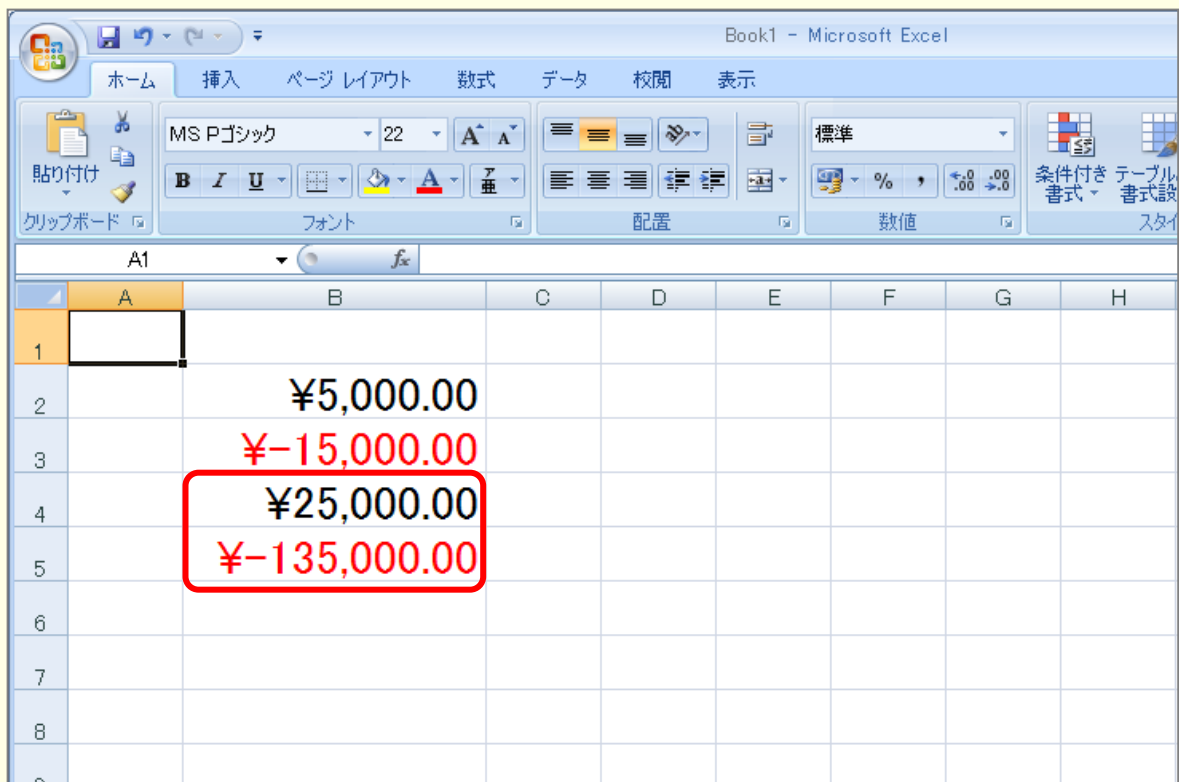 Book1 - Microsoft Excel
ホーム 挿入 ページ レイアウト 数式 データ 校閲 表示
MS Pゴシック 22 A A 標準
貼り付け B I U A ア亜 % , 条件付き書式 テーブル 書式設
クリップボード フォント 配置 数値 スタイ
A1 fx
A B C D E F G H
1
2 ¥5,000.00
3 ¥-15,000.00
4 ¥25,000.00
5 ¥-135,000.00
6
7
8